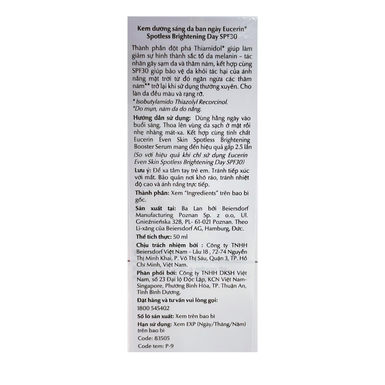 Kem dưỡng sáng da ban ngày Eucerin®
Spotless Brightening Day SPF30
Thành phần đột phá Thiamidol* giúp làm
giảm sự hình thành sắc tố da melanin – tác
nhân gây sạm da và thâm nám, kết hợp cùng
SPF30 giúp bảo vệ da khỏi tác hại của ánh
nắng mặt trời từ đó ngăn ngừa các thâm
nám** trở lại khi sử dụng thường xuyên. Cho
làn da đều màu và rạng rỡ.
* Isobutylamido Thiazolyl Resorcinol.
*Do mụn, nám da do nắng.
Hướng dẫn sử dụng: Dùng hằng ngày vào
buổi sáng. Thoa lên vùng da sạch ở mặt rồi
nhẹ nhàng mát-xa. Kết hợp cùng tinh chất
Eucerin Even Skin Spotless Brightening
Booster Serum mang đến hiệu quả gấp 2.5 lần
(So với hiệu quả khi chỉ sử dụng Eucerin
Even Skin Spotless Brightening Day SPF30)
Lưu ý: Để xa tầm tay trẻ em. Tránh tiếp xúc
với mắt. Bảo quản nơi khô ráo, tránh nhiệt
độ cao và ánh nắng trực tiếp.
Thành phần: Xem "Ingredients" trên bao bì
gốc.
Sản xuất tại: Ba Lan bởi Beiersdorf
Manufacturing Poznan Sp. z o.o, Ul.
Gnieźnieńska 32B, PL-61-021 Poznan. Theo
Li-xăng của Beiersdorf AG, Hamburg, Đức.
Thể tích thực: 50 ml
Chịu trách nhiệm bởi : Công ty TNHH
Beiersdorf Việt Nam – Lầu 18 , 72-74 Nguyễn
Thị Minh Khai, P. Võ Thị Sáu, Quận 3, TP. Hồ
Chí Minh, Việt Nam.
Phân phối bởi: Công ty TNHH DKSH Việt
Nam, số 23 Đại lộ Độc Lập, KCN Việt Nam-
Singapore, Phường Bình Hòa, TP. Thuận An,
Tỉnh Bình Dương.
Đặt hàng và tư vấn vui lòng gọi:
1800 545402
Số lô sản xuất: Xem trên bao bì
Hạn sử dụng: Xem EXP (Ngày/Tháng/Năm)
trên bao bì
Code: 83505
Code tem: P-9